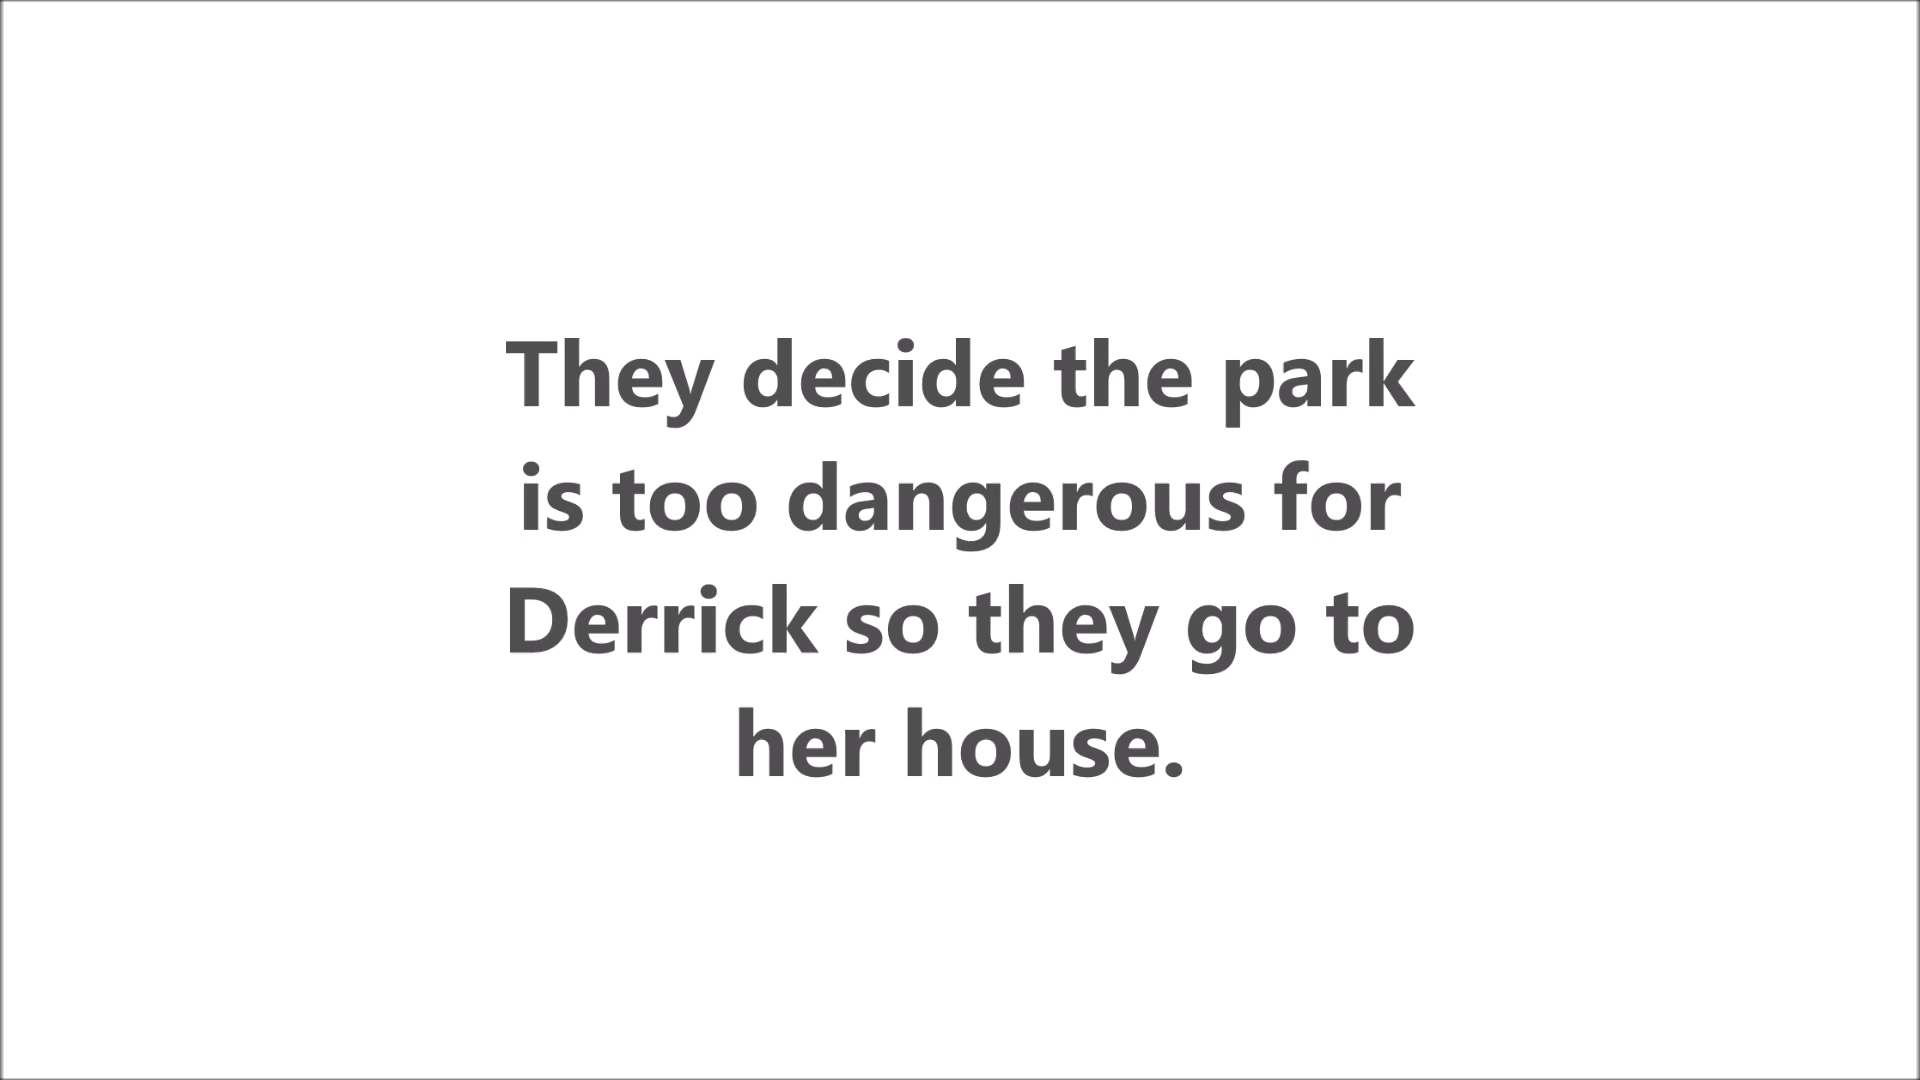 They decide the park
is too dangerous for
Derrick so they go to
her house.